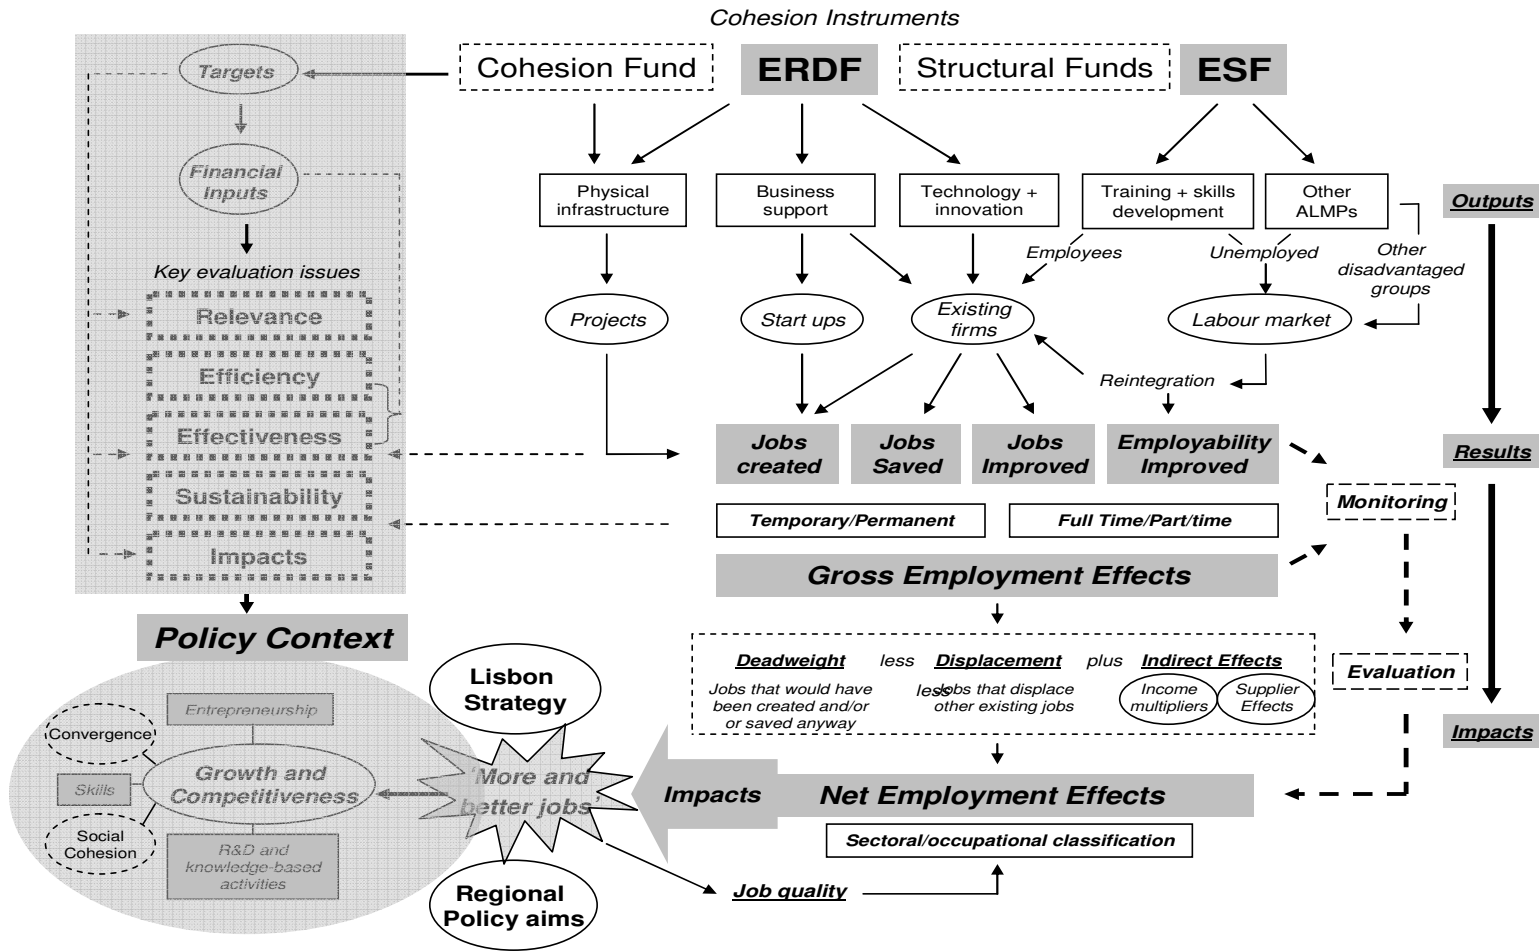 Cohesion Instruments
Targets
Cohesion Fund
ERDF
Structural Funds
ESF
Financial
Inputs
Physical
infrastructure
Business
support
Technology +
innovation
Training + skills
development
Other
ALMPs
Outputs
Key evaluation issues
Employees
Unemployed
Other
disadvantaged
groups
Relevance
Projects
Start ups
Existing
firms
Labour market
Efficiency
Reintegration
Effectiveness
Jobs
created
Jobs
Saved
Jobs
Improved
Employability
Improved
Results
Sustainability
Temporary/Permanent
Full Time/Part/time
Monitoring
Impacts
Gross Employment Effects
Policy Context
Deadweight less Displacement plus Indirect Effects
Jobs that would have
been created and/or
or saved anyway
less
Jobs that displace
other existing jobs
Income
multipliers
Supplier
Effects
Evaluation
Impacts
Lisbon
Strategy
Entrepreneurship
Convergence
Growth and
Competitiveness
Skills
Social
Cohesion
R&D and
knowledge-based
activities
'More and
better jobs'
Impacts
Net Employment Effects
Sectoral/occupational classification
Regional
Policy aims
Job quality